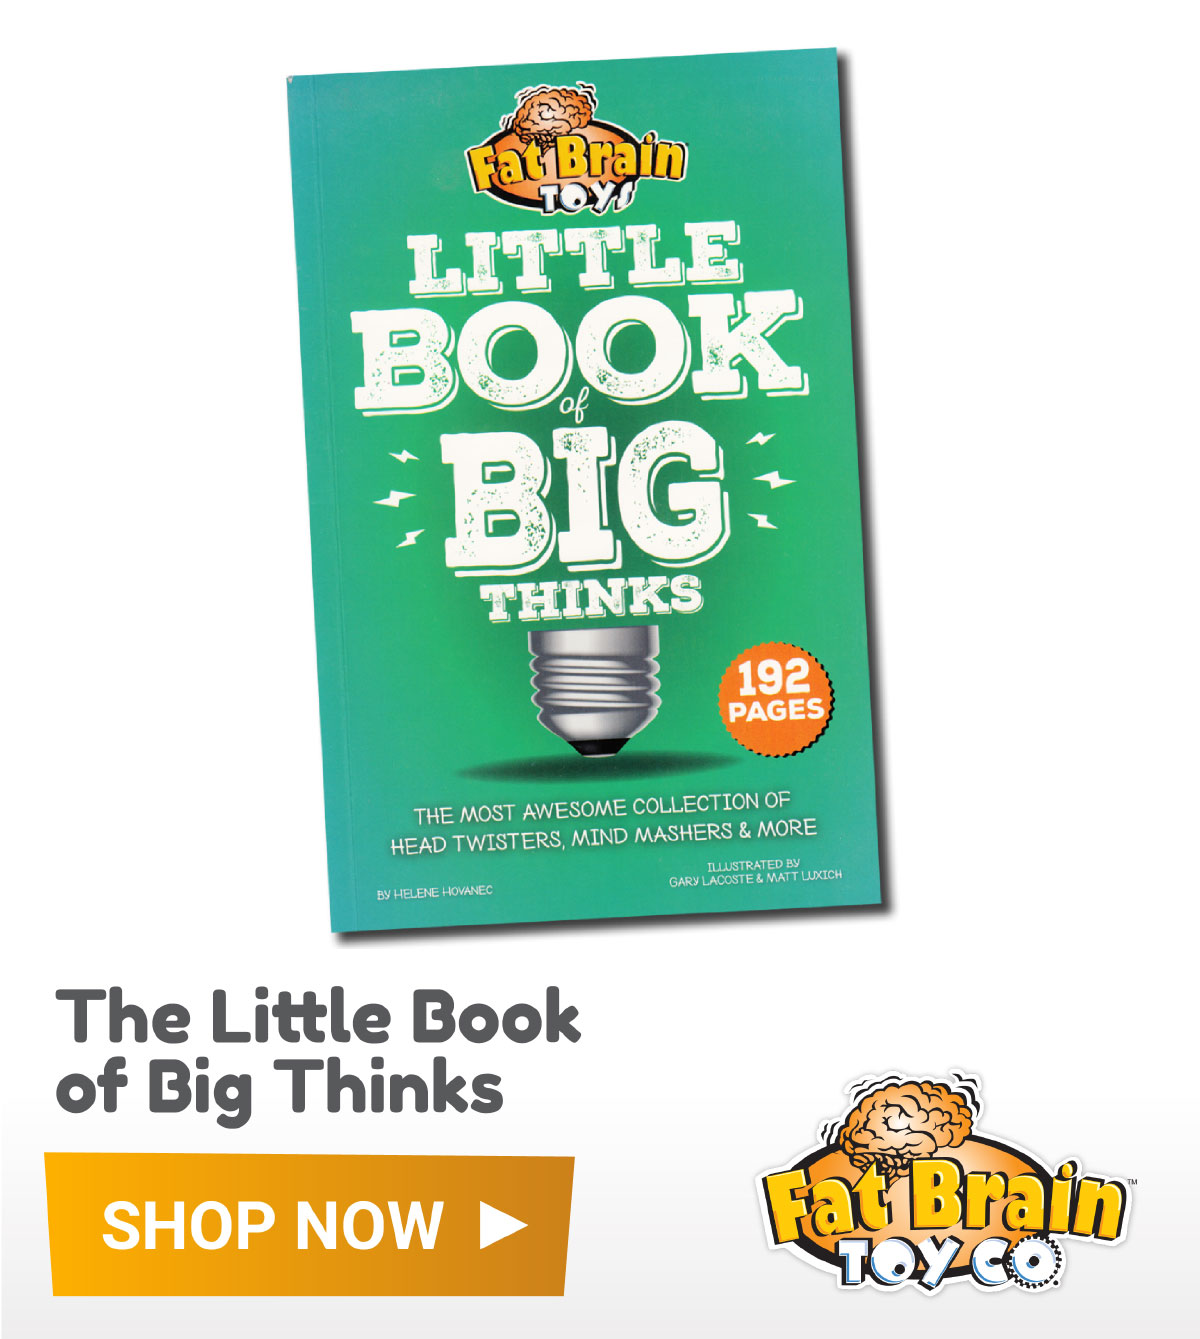 Fat Brain
TOYS
LITTLE
BOOK
of
BIG
THINKS
192
PAGES
THE MOST AWESOME COLLECTION OF
HEAD TWISTERS, MIND MASHERS & MORE
BY HELENE HOVANEC
ILLUSTRATED BY
GARY LACOSTE & MATT LUXICH
The Little Book
of Big Thinks
SHOP NOW
Fat Brain™
TOY CO.